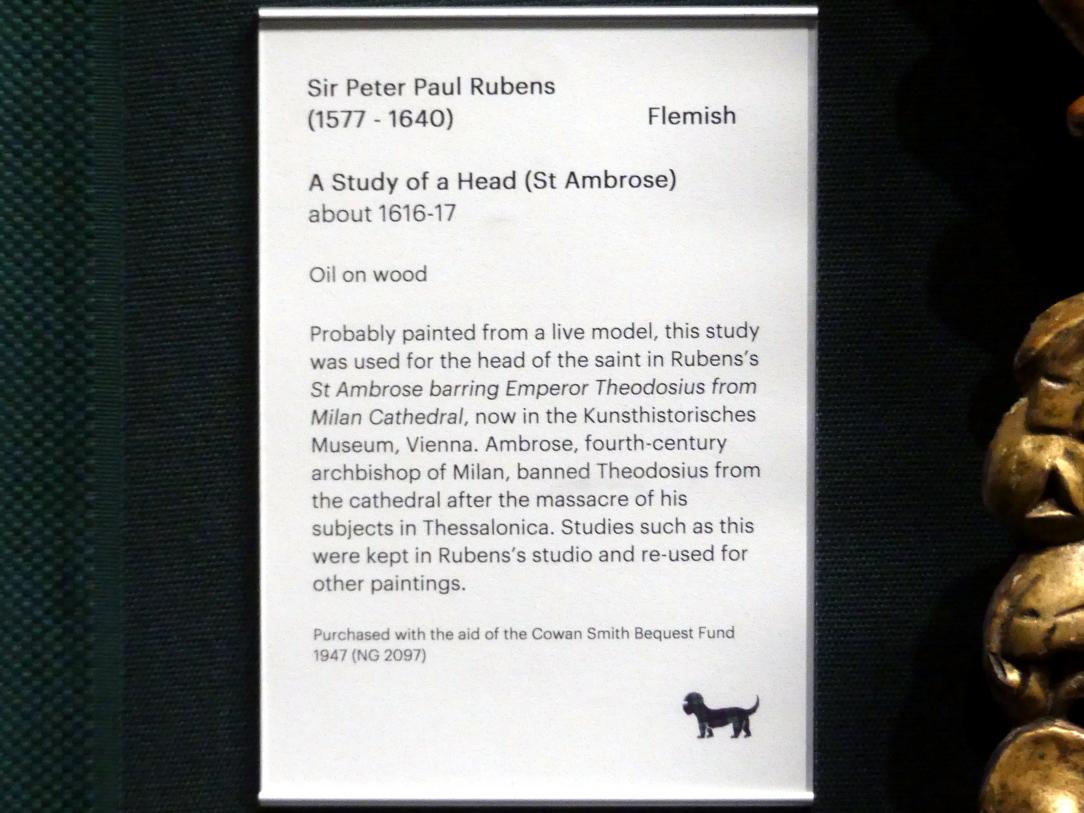 Sir Peter Paul Rubens
(1577 - 1640) Flemish
A Study of a Head (St Ambrose)
about 1616-17
Oil on wood
Probably painted from a live model, this study
was used for the head of the saint in Rubens's
St Ambrose barring Emperor Theodosius from
Milan Cathedral, now in the Kunsthistorisches
Museum, Vienna. Ambrose, fourth-century
archbishop of Milan, banned Theodosius from
the cathedral after the massacre of his
subjects in Thessalonica. Studies such as this
were kept in Rubens's studio and re-used for
other paintings.
Purchased with the aid of the Cowan Smith Bequest Fund
1947 (NG 2097)